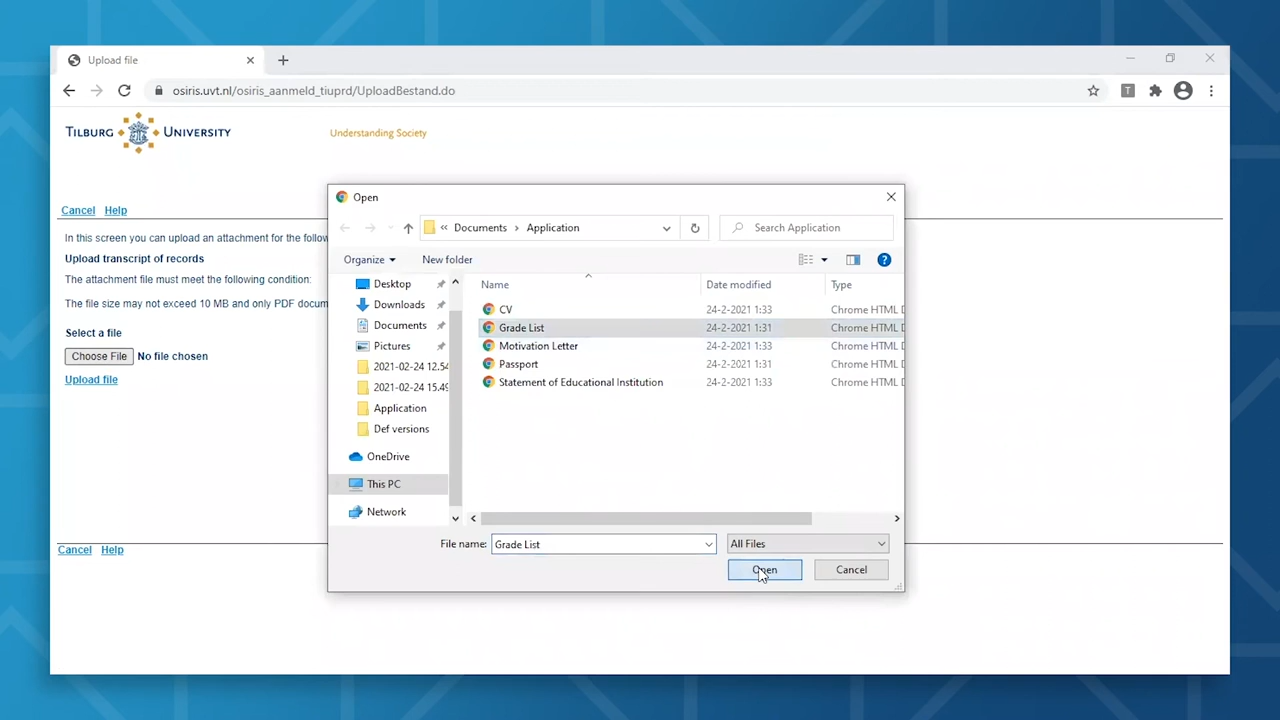 Upload file
osiris.uvt.nl/osiris_aanmeld_tiuprd/UploadBestand.do
T
TILBURG UNIVERSITY
Understanding Society
Cancel Help
In this screen you can upload an attachment for the
Upload transcript of records
The attachment file must meet the following condition:
The file size may not exceed 10 MB and only PDF
Select a file
Choose File No file chosen
Upload file
Cancel Help
Open
« Documents › Application
Search Application
Organize New folder
?
Desktop
Downloads
Documents
Pictures
2021-02-24 12.54
2021-02-24 15.49
Application
Def versions
OneDrive
This PC
Network
Name Date modified Type
CV 24-2-2021 1:33 Chrome HTML
Grade List 24-2-2021 1:31 Chrome HTML
Motivation Letter 24-2-2021 1:33 Chrome HTML
Passport 24-2-2021 1:31 Chrome HTML
Statement of Educational Institution 24-2-2021 1:33 Chrome HTML
File name: Grade List All Files
Open Cancel